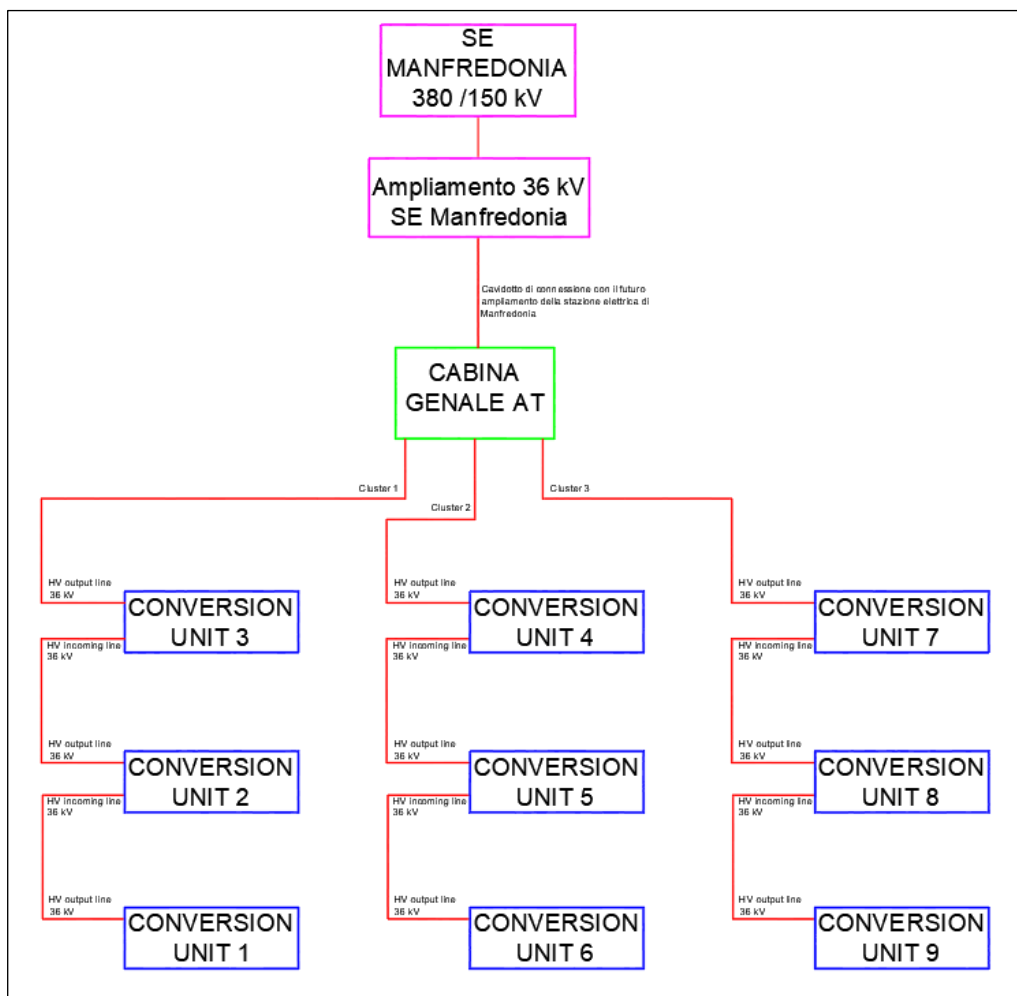 SE
MANFREDONIA
380 /150 kV
Ampliamento 36 kV
SE Manfredonia
Cavidotto di connessione con il futuro
ampliamento della stazione elettrica di
Manfredonia
CABINA
GENALE AT
Cluster 1
Cluster 2
Cluster 3
HV output line
36 kV
CONVERSION
UNIT 3
HV incoming line
36 kV
HV output line
36 kV
CONVERSION
UNIT 4
HV incoming line
36 kV
HV output line
36 kV
CONVERSION
UNIT 7
HV incoming line
36 kV
HV output line
36 kV
CONVERSION
UNIT 2
HV incoming line
36 kV
HV output line
36 kV
CONVERSION
UNIT 5
HV incoming line
36 kV
HV output line
36 kV
CONVERSION
UNIT 8
HV incoming line
36 kV
HV output line
36 kV
CONVERSION
UNIT 1
HV output line
36 kV
CONVERSION
UNIT 6
HV output line
36 kV
CONVERSION
UNIT 9